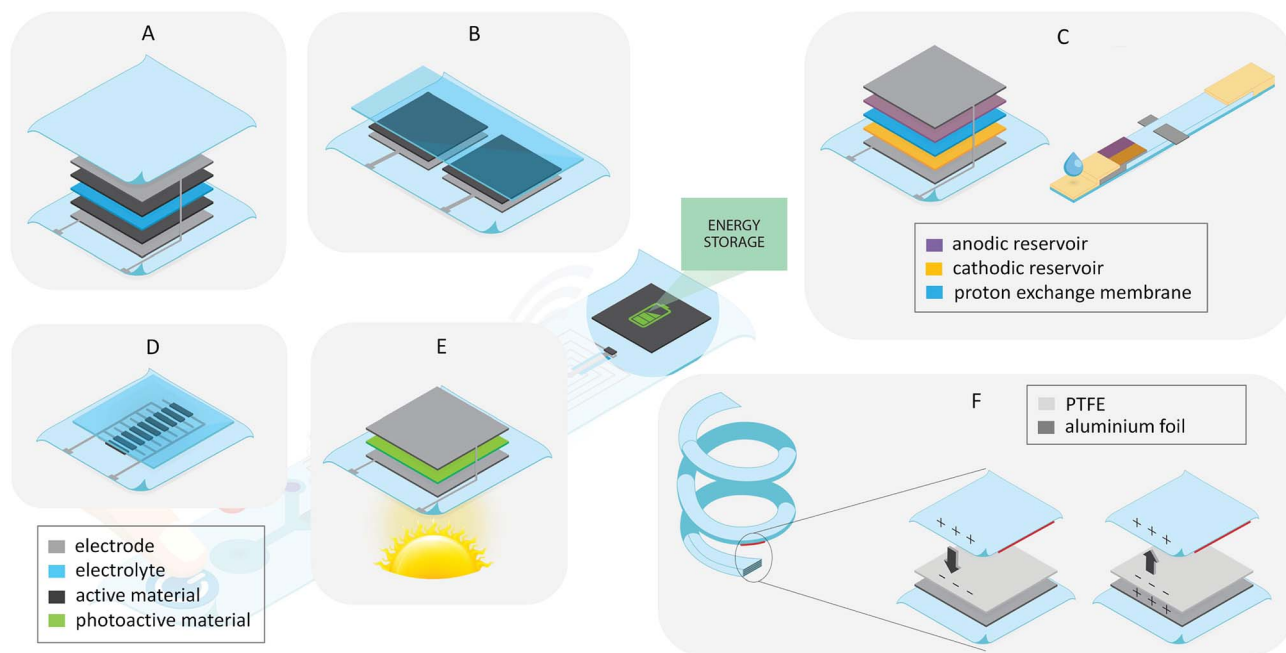 A
B
C
ENERGY
STORAGE
anodic reservoir
cathodic reservoir
proton exchange membrane
D
E
electrode
electrolyte
active material
photoactive material
F
PTFE
aluminium foil
+ + +
- - -
+ + +
- - -
+ + +